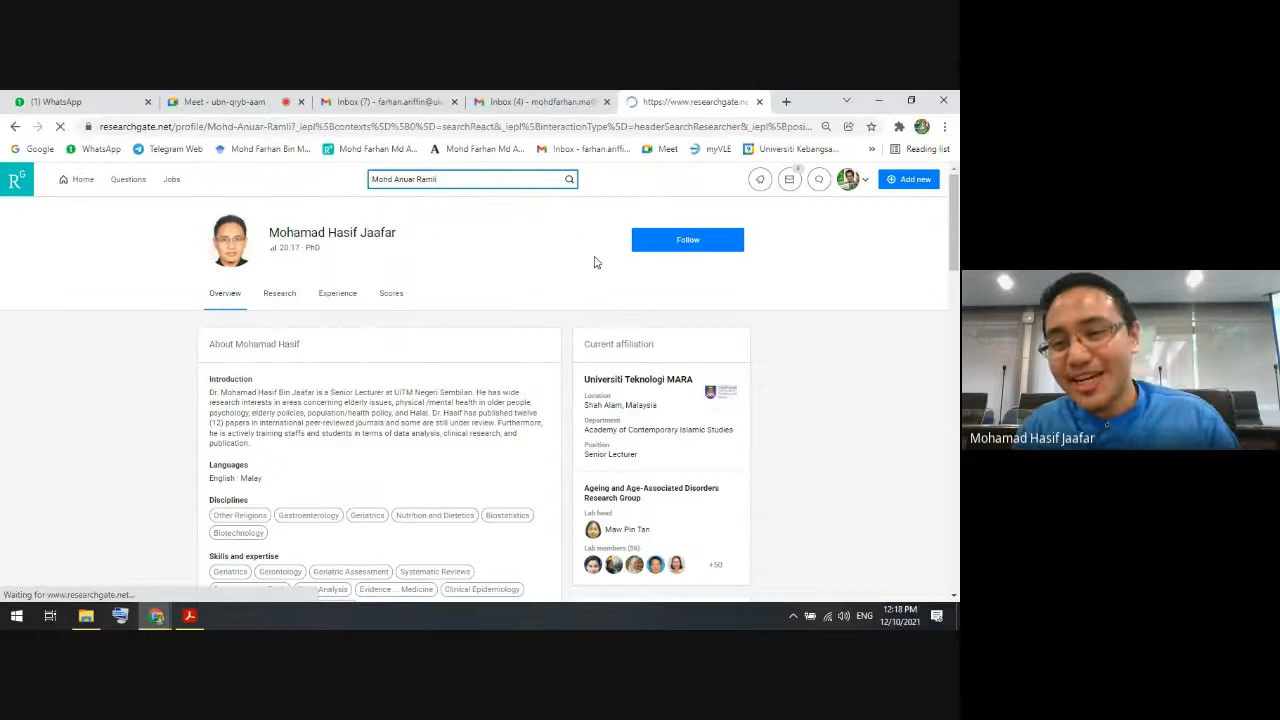 (1) WhatsApp
Meet - ubn-qryb-aam
Inbox (7) - farhan.ariffin@uk
Inbox (4) - mohdfarhan.ma@
https://www.researchgate.ne
researchgate.net/profile/Mohd-Anuar-Ramli?_iepl%5Bcontexts%5D%5B0%5D=searchReact&_iepl%5BinteractionType%5D=headerSearchResearcher&_iepl%5Bposi...
Google
WhatsApp
Telegram Web
Mohd Farhan Bin M...
Mohd Farhan Md A...
Mohd Farhan Md A...
Inbox - farhan.ariffi...
Meet
myVLE
Universiti Kebangsa...
»
Reading list
RG
Home
Questions
Jobs
Mohd Anuar Ramli
Add new
Mohamad Hasif Jaafar
20.17 · PhD
Follow
Overview
Research
Experience
Scores
About Mohamad Hasif
Introduction
Dr. Mohamad Hasif Bin Jaafar is a Senior Lecturer at UiTM Negeri Sembilan. He has wide
research interests in areas concerning elderly issues, physical /mental health in older people,
psychology, elderly policies, population/health policy, and Halal. Dr. Hasif has published twelve
(12) papers in international peer-reviewed journals and some are still under review. Furthermore,
he is actively training staffs and students in terms of data analysis, clinical research, and
publication.
Languages
English · Malay
Disciplines
Other Religions
Gastroenterology
Geriatrics
Nutrition and Dietetics
Biostatistics
Biotechnology
Skills and expertise
Geriatrics
Gerontology
Geriatric Assessment
Systematic Reviews
Analysis
Evidence ... Medicine
Clinical Epidemiology
Current affiliation
Universiti Teknologi MARA
Location
Shah Alam, Malaysia
Department
Academy of Contemporary Islamic Studies
Position
Senior Lecturer
Ageing and Age-Associated Disorders
Research Group
Lab head
Maw Pin Tan
Lab members (56)
+50
Waiting for www.researchgate.net...
ENG
12:18 PM
12/10/2021
Mohamad Hasif Jaafar